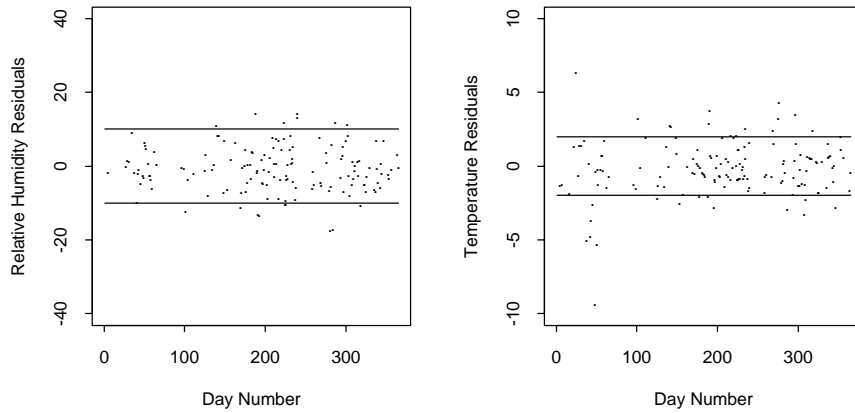 Relative Humidity Residuals
40
20
0
-20
-40
0 100 200 300
Day Number
Temperature Residuals
10
5
0
-5
-10
0 100 200 300
Day Number